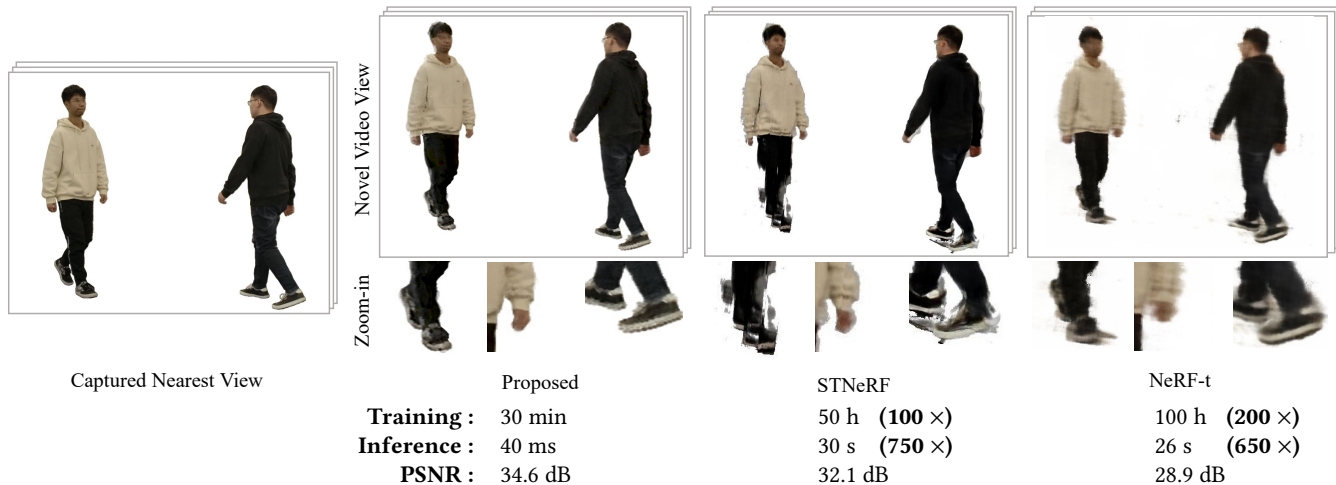 Novel Video View
Zoom-in
Captured Nearest View
Proposed
STNeRF
NeRF-t
Training : 30 min 50 h (100 ×) 100 h (200 ×)
Inference : 40 ms 30 s (750 ×) 26 s (650 ×)
PSNR : 34.6 dB 32.1 dB 28.9 dB